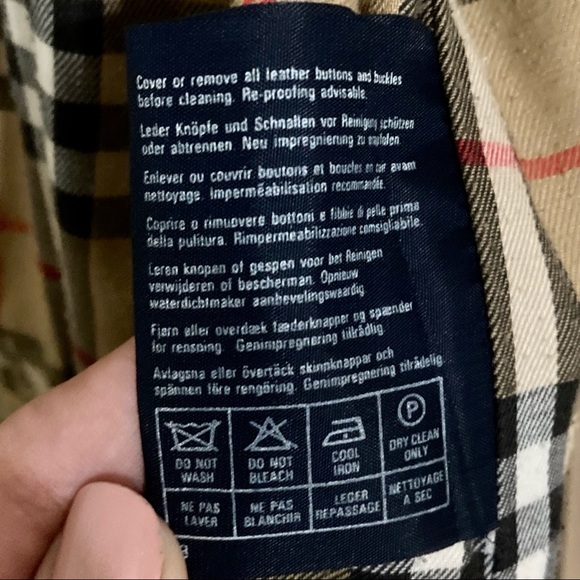 Cover or remove all leather buttons and buckles
before cleaning. Re-proofing advisable.
Leder Knöpfe und Schnallen vor Reinigung schützen
oder abtrennen. Neu impregnierung zu
Enlever ou couvrir boutons et boucles en cuir avant
nettoyage. Imperméabilisation recommandée.
Coprire o rimuovere bottoni e fibbie di pelle prima
della pulitura. Rimpermeabilizzazione consigliabile.
Leren knopen of gespen voor het Reinigen
verwijderen of beschermen. Opnieuw
waterdichtmaker aanbevelingswaardig
Fjern eller overdæk læderknapper og spænder
for rensning. Genimpregnering tilrådlig
Avlagsna eller övertäck skinnknappar och
spännen före rengöring. Genimpregnering tilrådelig.
P
DO NOT
WASH
DO NOT
BLEACH
COOL
IRON
DRY CLEAN
ONLY
NE PAS
LAVER
NE PAS
BLANCHIR
LEGER
REPASSAGE
NETTOYAGE
A SEC